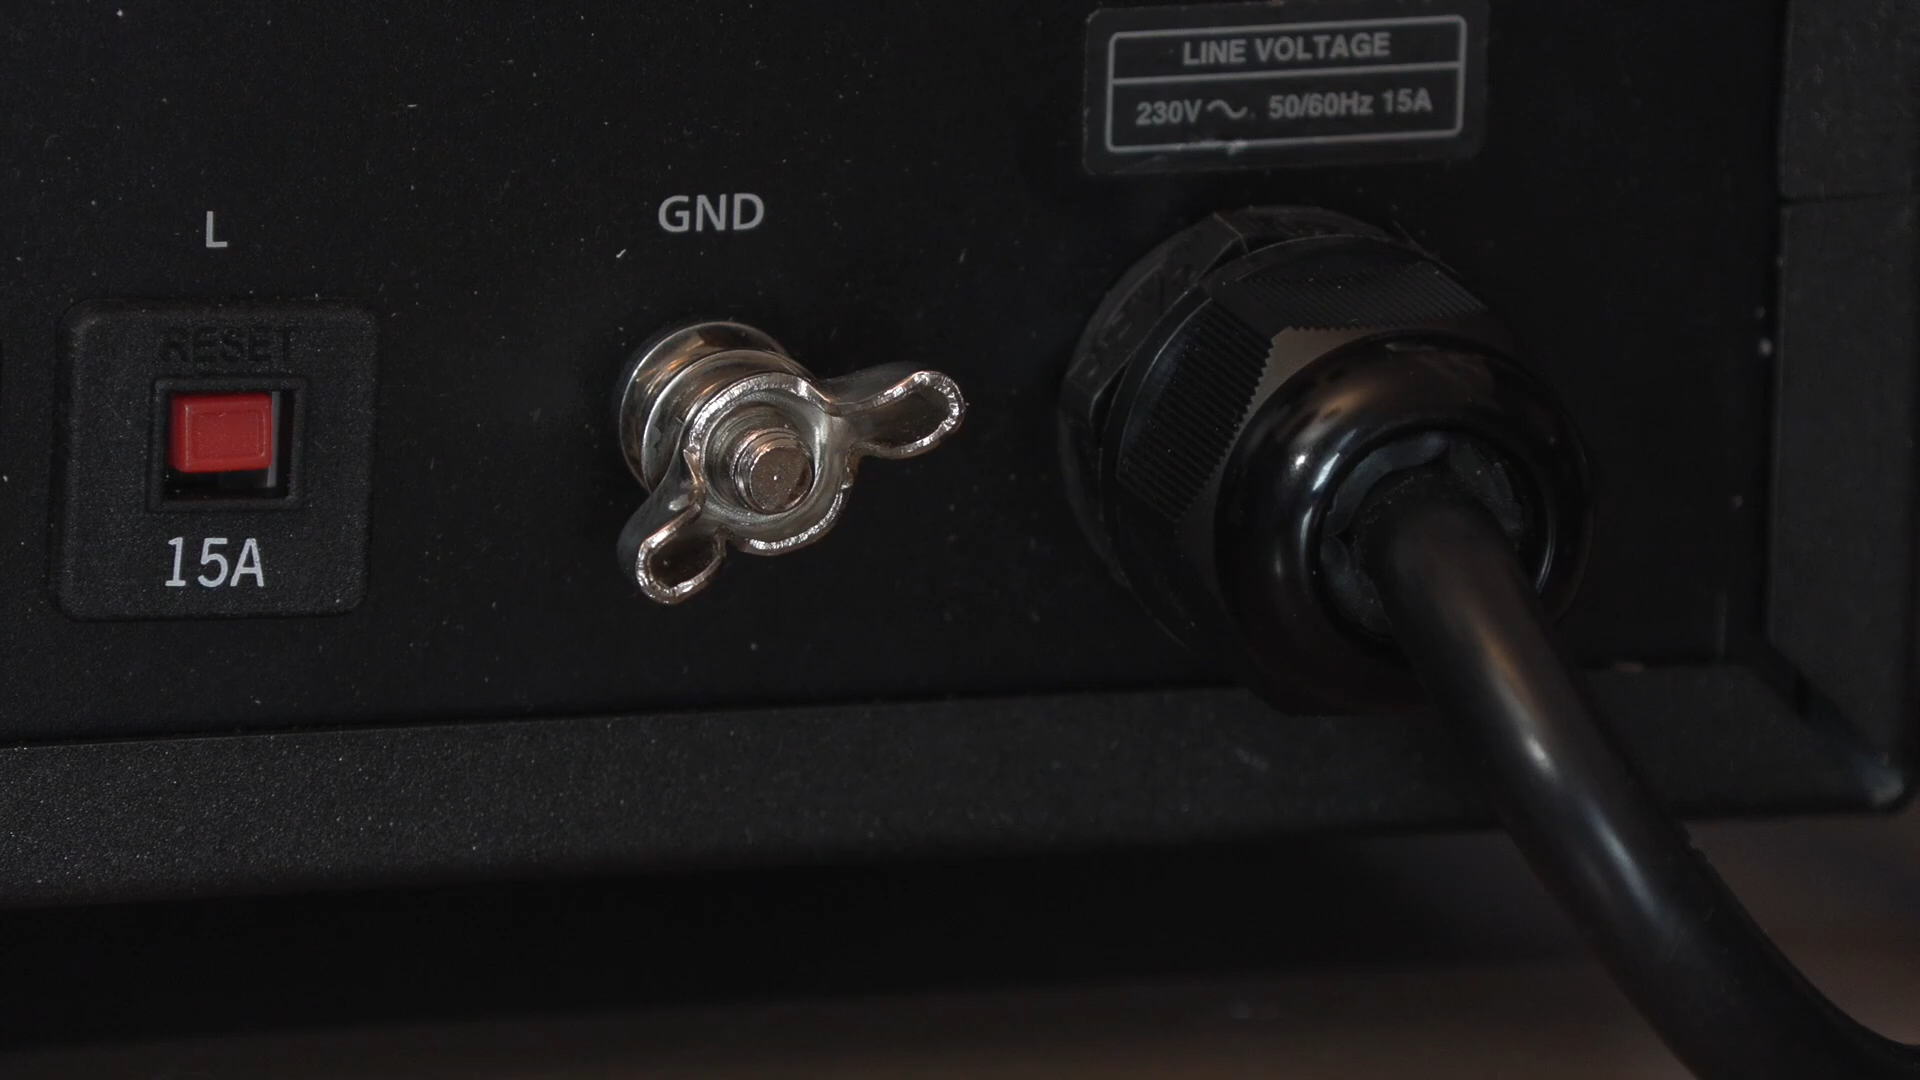 LINE VOLTAGE
230V ~ 50/60Hz 15A
L
GND
RESET
15A